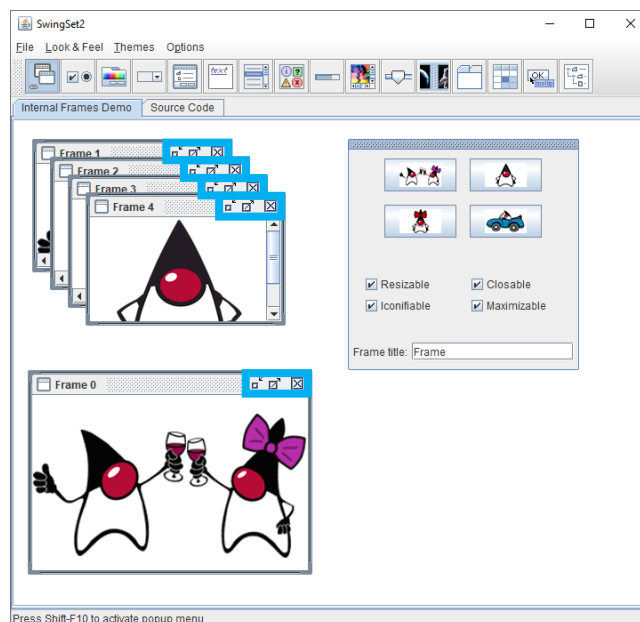 SwingSet2
File Look & Feel Themes Options
text
OK
Tooltip
Internal Frames Demo Source Code
Frame 1
Frame 2
Frame 3
Frame 4
Resizable Closable
Iconifiable Maximizable
Frame title: Frame
Frame 0
Press Shift-F10 to activate popup menu